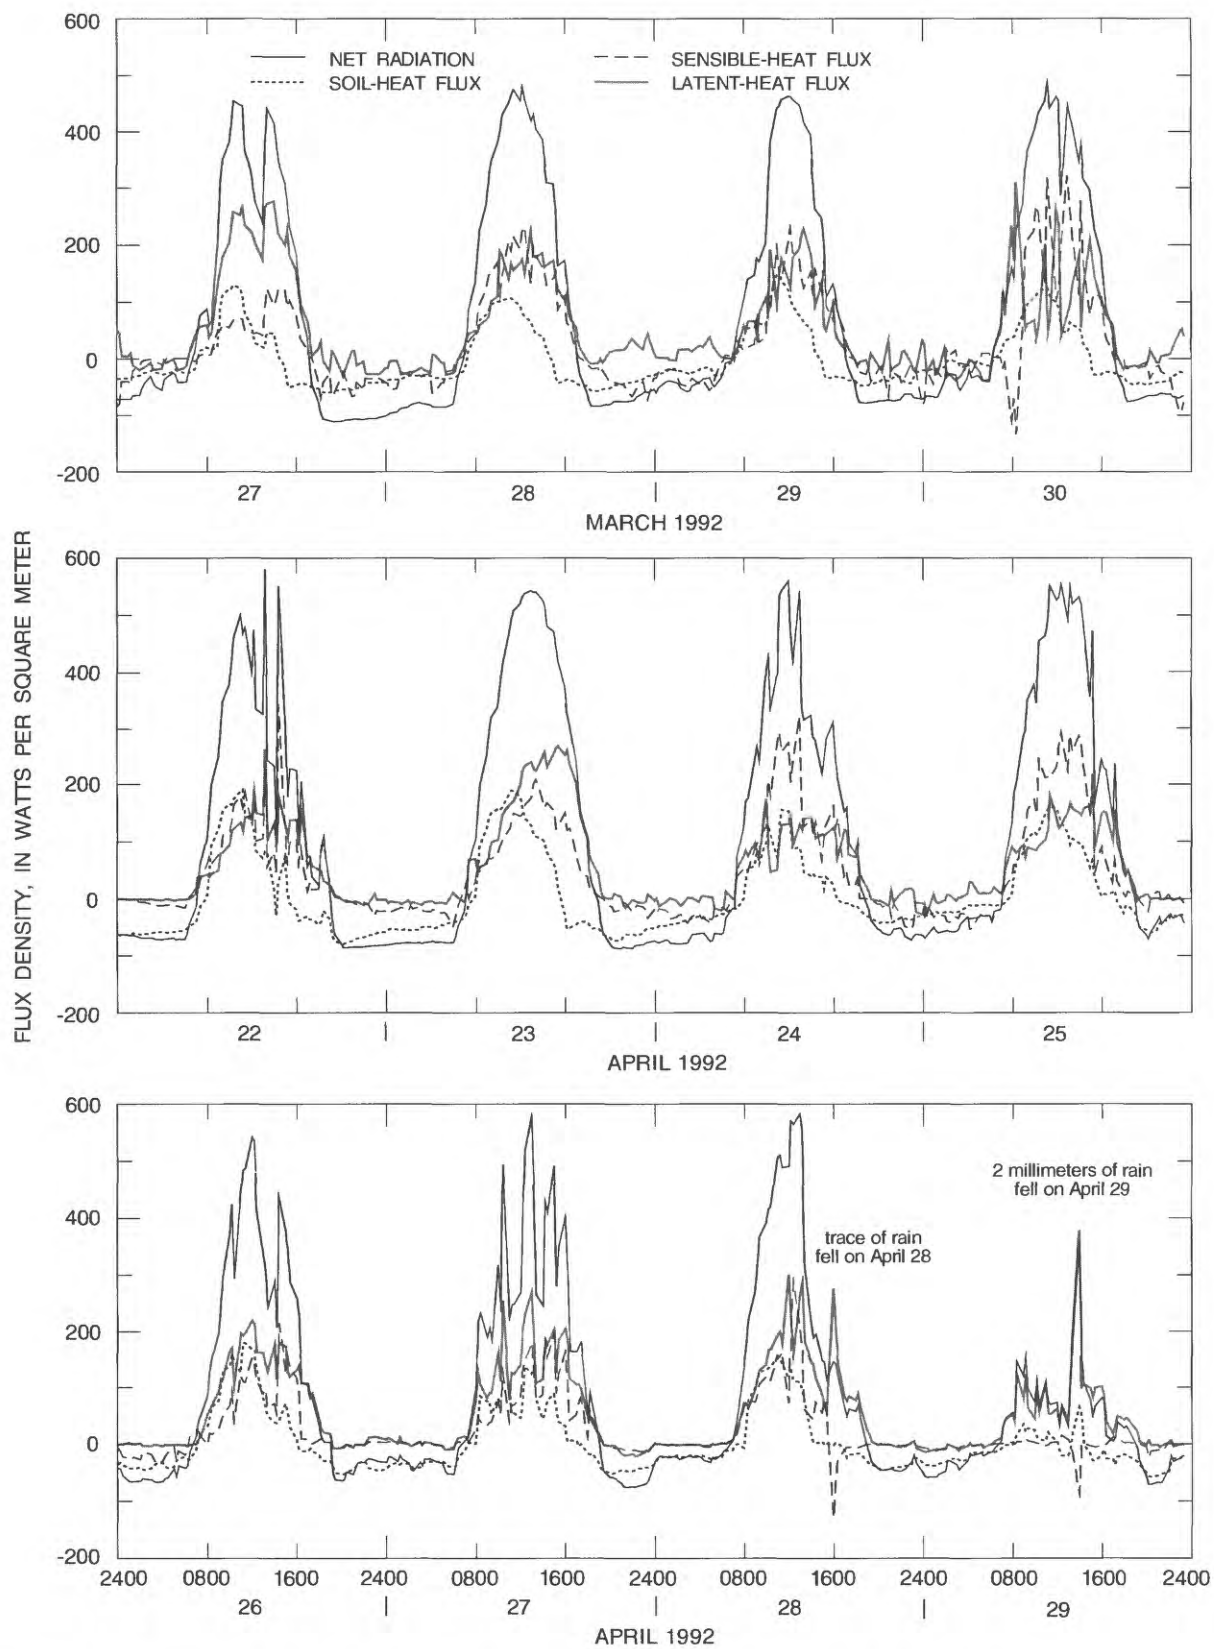 FLUX DENSITY, IN WATTS PER SQUARE METER
600
400
200
0
-200
NET RADIATION
SOIL-HEAT FLUX
SENSIBLE-HEAT FLUX
LATENT-HEAT FLUX
27 28 29 30
MARCH 1992
600
400
200
0
-200
22 23 24 25
APRIL 1992
600
400
200
0
-200
trace of rain
fell on April 28
2 millimeters of rain
fell on April 29
2400 0800 1600 2400 0800 1600 2400 0800 1600 2400 0800 1600 2400
26 27 28 29
APRIL 1992